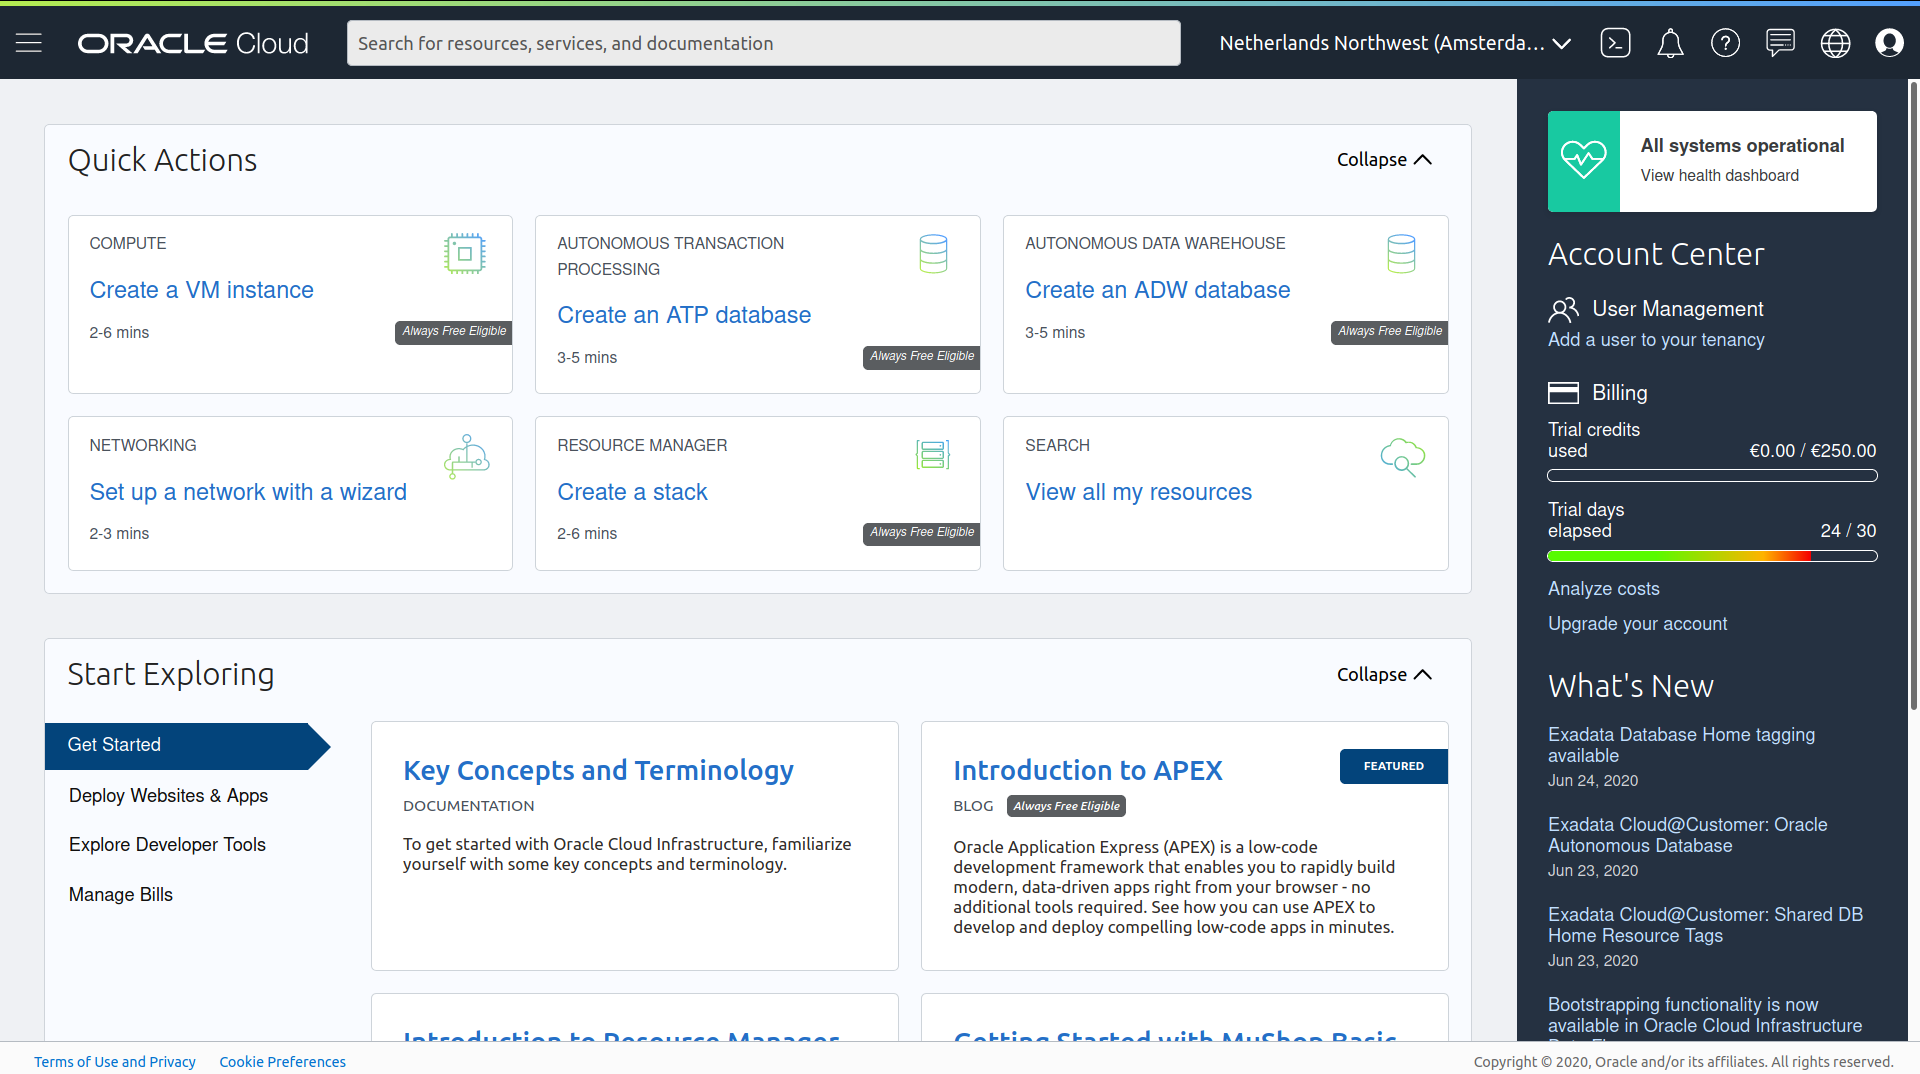 ORACLE Cloud
Search for resources, services, and documentation
Netherlands Northwest (Amsterda...
Quick Actions
Collapse
COMPUTE
Create a VM instance
2-6 mins
Always Free Eligible
AUTONOMOUS TRANSACTION
PROCESSING
Create an ATP database
3-5 mins
Always Free Eligible
AUTONOMOUS DATA WAREHOUSE
Create an ADW database
3-5 mins
Always Free Eligible
NETWORKING
Set up a network with a wizard
2-3 mins
RESOURCE MANAGER
Create a stack
2-6 mins
Always Free Eligible
SEARCH
View all my resources
Start Exploring
Collapse
Get Started
Deploy Websites & Apps
Explore Developer Tools
Manage Bills
Key Concepts and Terminology
DOCUMENTATION
To get started with Oracle Cloud Infrastructure, familiarize
yourself with some key concepts and terminology.
Introduction to APEX
FEATURED
BLOG
Always Free Eligible
Oracle Application Express (APEX) is a low-code
development framework that enables you to rapidly build
modern, data-driven apps right from your browser - no
additional tools required. See how you can use APEX to
develop and deploy compelling low-code apps in minutes.
Introduction to Resource Manager
Getting Started with MuShop Basic
All systems operational
View health dashboard
Account Center
User Management
Add a user to your tenancy
Billing
Trial credits
used
€0.00 / €250.00
Trial days
elapsed
24 / 30
Analyze costs
Upgrade your account
What's New
Exadata Database Home tagging
available
Jun 24, 2020
Exadata Cloud@Customer: Oracle
Autonomous Database
Jun 23, 2020
Exadata Cloud@Customer: Shared DB
Home Resource Tags
Jun 23, 2020
Bootstrapping functionality is now
available in Oracle Cloud Infrastructure
Terms of Use and Privacy
Cookie Preferences
Copyright © 2020, Oracle and/or its affiliates. All rights reserved.